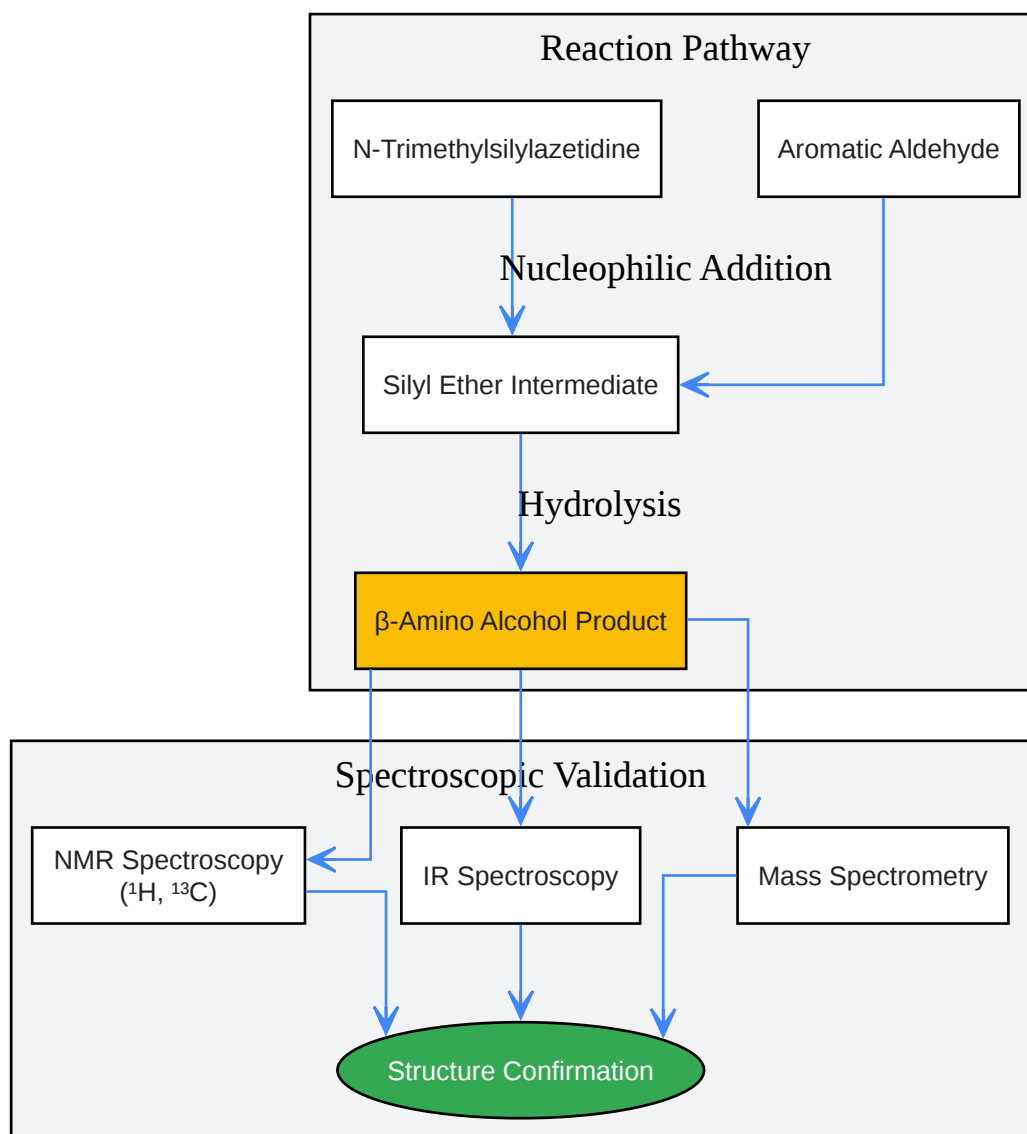 Reaction Pathway
N-Trimethylsilylazetidine
Aromatic Aldehyde
Nucleophilic Addition
Silyl Ether Intermediate
Hydrolysis
β-Amino Alcohol Product
Spectroscopic Validation
NMR Spectroscopy
(¹H, ¹³C)
IR Spectroscopy
Mass Spectrometry
Structure Confirmation